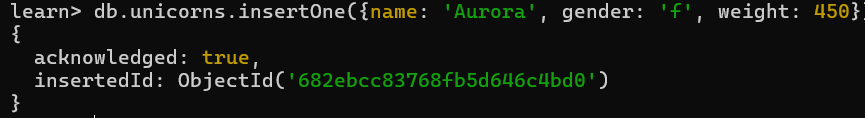 learn> db.unicorns.insertOne({name: 'Aurora', gender: 'f', weight: 450})
{
  acknowledged: true,
  insertedId: ObjectId('682ebcc83768fb5d646c4bd0')
}